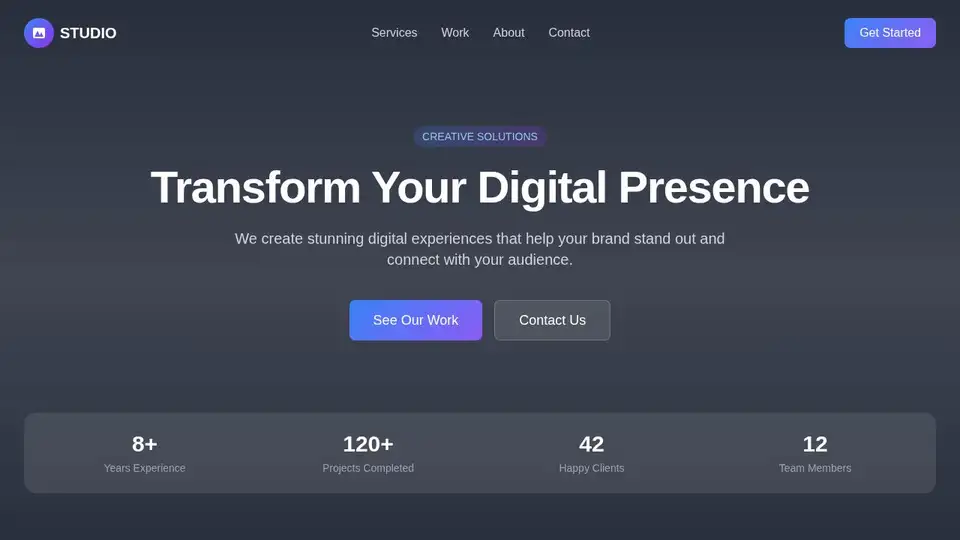 STUDIO
Services
Work
About
Contact
Get Started
CREATIVE SOLUTIONS
Transform Your Digital Presence
We create stunning digital experiences that help your brand stand out and
connect with your audience.
See Our Work
Contact Us
8+
Years Experience
120+
Projects Completed
42
Happy Clients
12
Team Members